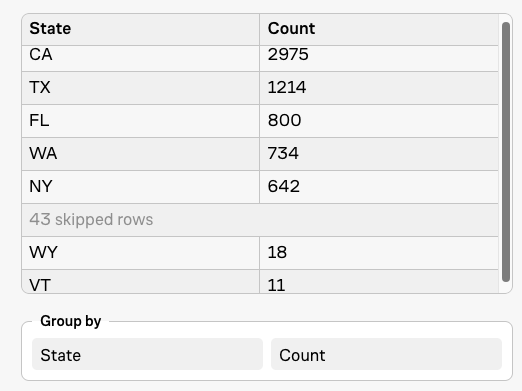 State Count
CA 2975
TX 1214
FL 800
WA 734
NY 642
43 skipped rows
WY 18
VT 11
Group by
State Count